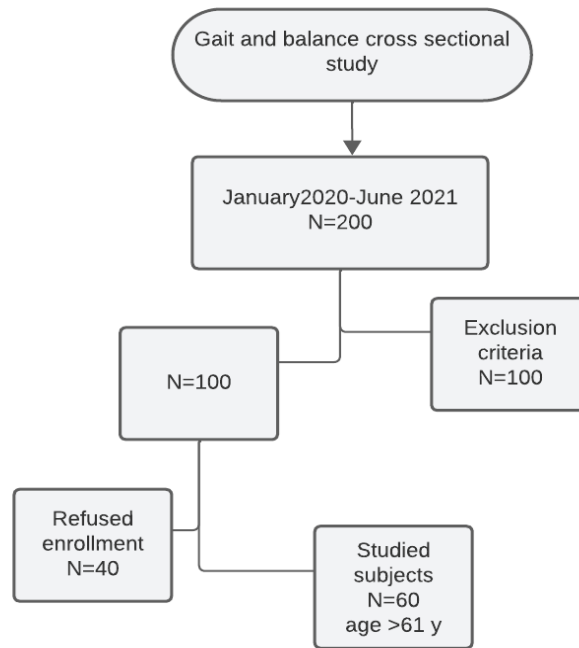 Gait and balance cross sectional
study
January2020-June 2021
N=200
Exclusion
criteria
N=100
N=100
Refused
enrollment
N=40
Studied
subjects
N=60
age >61 y